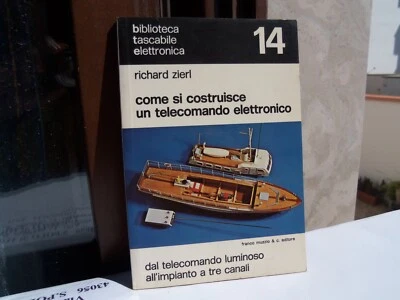 biblioteca
tascabile
elettronica
14
richard zierl
come si costruisce
un telecomando elettronico
franco muzzio & c. editore
dal telecomando luminoso
all'impianto a tre canali
43056